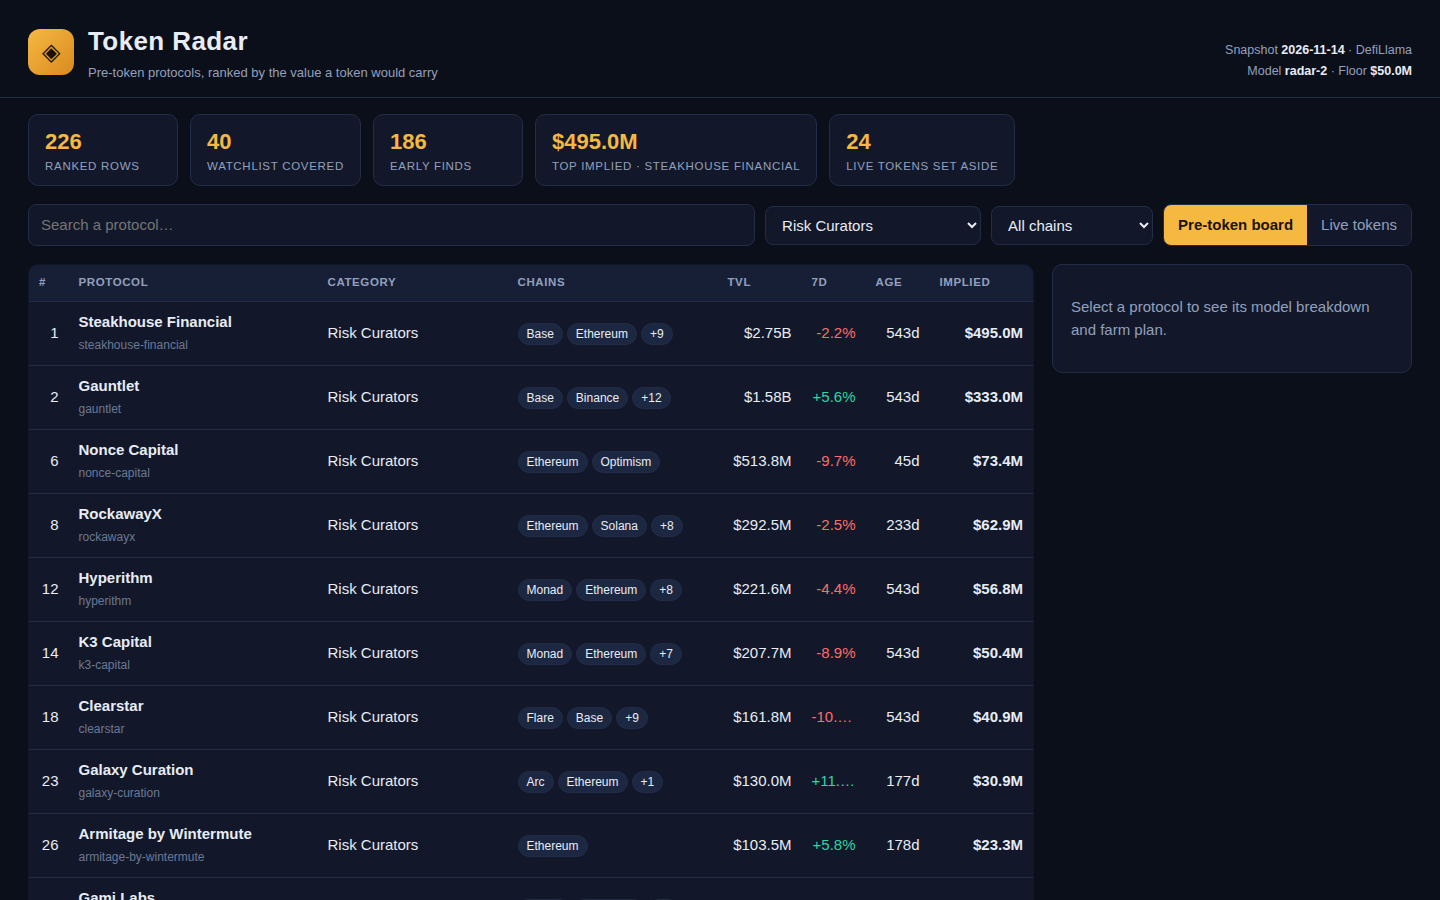 ◈
Token Radar
Pre-token protocols, ranked by the value a token would carry
Snapshot 2026-11-14 · DefiLlama
Model radar-2 · Floor $50.0M
226
RANKED ROWS
40
WATCHLIST COVERED
186
EARLY FINDS
$495.0M
TOP IMPLIED · STEAKHOUSE FINANCIAL
24
LIVE TOKENS SET ASIDE
Search a protocol…
Risk Curators
All chains
Pre-token board
Live tokens
# PROTOCOL CATEGORY CHAINS TVL 7D AGE IMPLIED
1 Steakhouse Financial Risk Curators Base Ethereum +9 $2.75B -2.2% 543d $495.0M
steakhouse-financial
2 Gauntlet Risk Curators Base Binance +12 $1.58B +5.6% 543d $333.0M
gauntlet
6 Nonce Capital Risk Curators Ethereum Optimism $513.8M -9.7% 45d $73.4M
nonce-capital
8 RockawayX Risk Curators Ethereum Solana +8 $292.5M -2.5% 233d $62.9M
rockawayx
12 Hyperithm Risk Curators Monad Ethereum +8 $221.6M -4.4% 543d $56.8M
hyperithm
14 K3 Capital Risk Curators Monad Ethereum +7 $207.7M -8.9% 543d $50.4M
k3-capital
18 Clearstar Risk Curators Flare Base +9 $161.8M -10.… 543d $40.9M
clearstar
23 Galaxy Curation Risk Curators Arc Ethereum +1 $130.0M +11.… 177d $30.9M
galaxy-curation
26 Armitage by Wintermute Risk Curators Ethereum $103.5M +5.8% 178d $23.3M
armitage-by-wintermute
Gami Labs
Select a protocol to see its model breakdown
and farm plan.